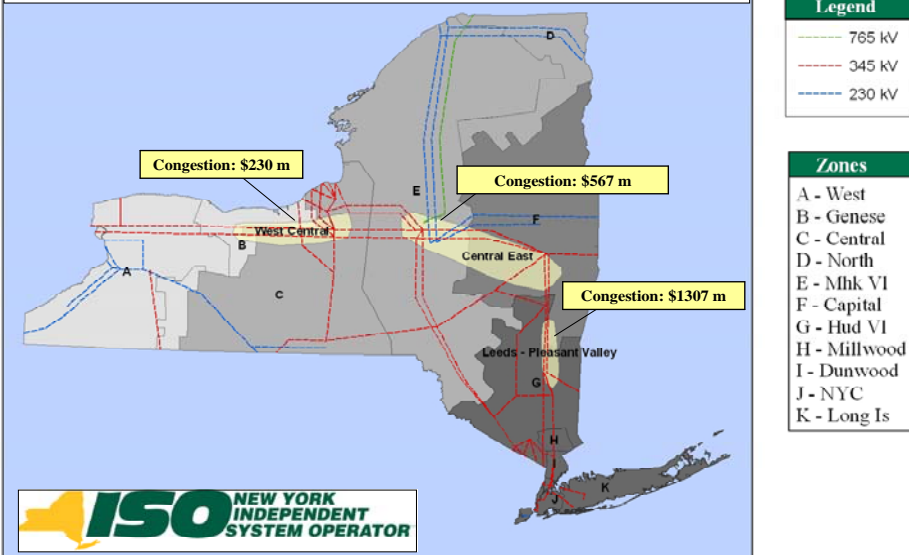 Legend
765 kV
345 kV
230 kV
Zones
A - West
B - Genese
C - Central
D - North
E - Mhk Vl
F - Capital
G - Hud Vl
H - Millwood
I - Dunwood
J - NYC
K - Long Is
D
Congestion: $230 m
Congestion: $567 m
E
F
West Central
B
Central East
A
C
Congestion: $1307 m
Leeds - Pleasant Valley
G
H
I
K
J
ISO NEW YORK
INDEPENDENT
SYSTEM OPERATOR